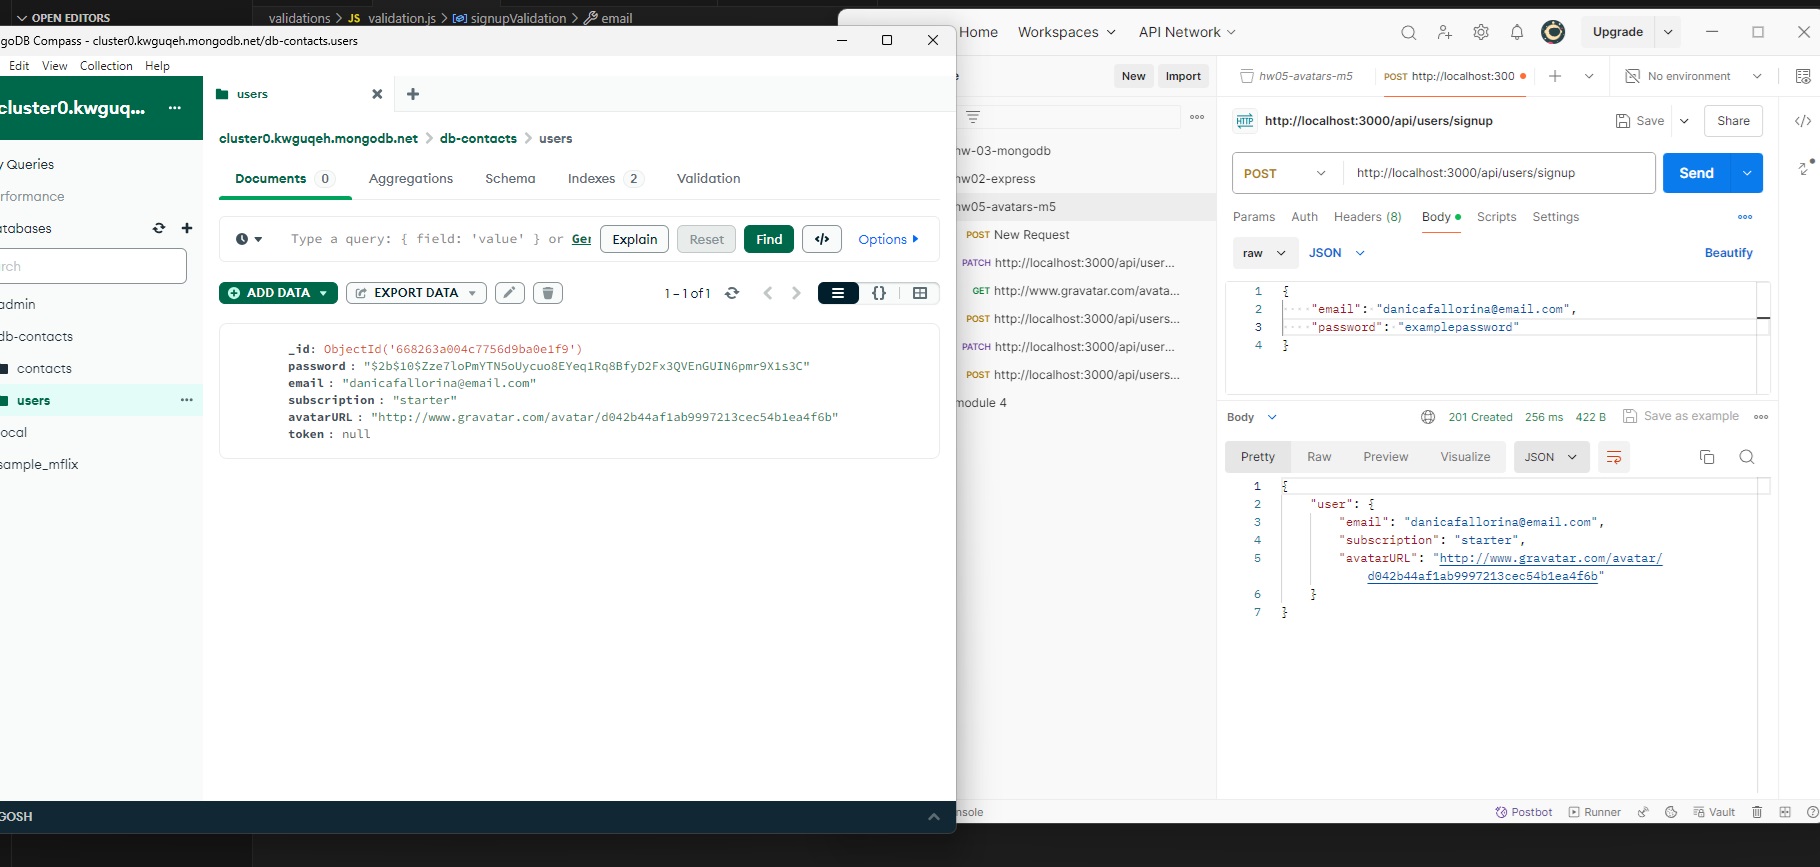 OPEN EDITORS
validations > JS validation.js > signupValidation > email
goDB Compass - cluster0.kwguqeh.mongodb.net/db-contacts.users
Edit View Collection Help
cluster0.kwguq... ...
y Queries
rformance
atabases
rch
admin
db-contacts
contacts
users ...
ocal
sample_mflix
GOSH
users
cluster0.kwguqeh.mongodb.net > db-contacts > users
Documents 0 Aggregations Schema Indexes 2 Validation
Type a query: { field: 'value' } or Ger Explain Reset Find </> Options
ADD DATA EXPORT DATA 1 – 1 of 1 {}
_id: ObjectId('668263a004c7756d9ba0e1f9')
password : "$2b$10$Zze7loPmYTN5oUycuo8EYeq1Rq8BfyD2Fx3QVEnGUIN6pmr9X1s3C"
email : "danicafallorina@email.com"
subscription : "starter"
avatarURL : "http://www.gravatar.com/avatar/d042b44af1ab9997213cec54b1ea4f6b"
token : null
Home Workspaces API Network Upgrade
e New Import
hw-03-mongodb
hw02-express
hw05-avatars-m5
POST New Request
PATCH http://localhost:3000/api/user...
GET http://www.gravatar.com/avata...
POST http://localhost:3000/api/users...
PATCH http://localhost:3000/api/user...
POST http://localhost:3000/api/users...
module 4
hw05-avatars-m5 POST http://localhost:300 No environment
HTTP http://localhost:3000/api/users/signup Save Share </>
POST http://localhost:3000/api/users/signup Send
Params Auth Headers (8) Body Scripts Settings
raw JSON Beautify
1 {
2 "email": "danicafallorina@email.com",
3 "password": "examplepassword"
4 }
Body 201 Created 256 ms 422 B Save as example
Pretty Raw Preview Visualize JSON
1 {
2 "user": {
3 "email": "danicafallorina@email.com",
4 "subscription": "starter",
5 "avatarURL": "http://www.gravatar.com/avatar/
d042b44af1ab9997213cec54b1ea4f6b"
6 }
7 }
nsole Postbot Runner Vault